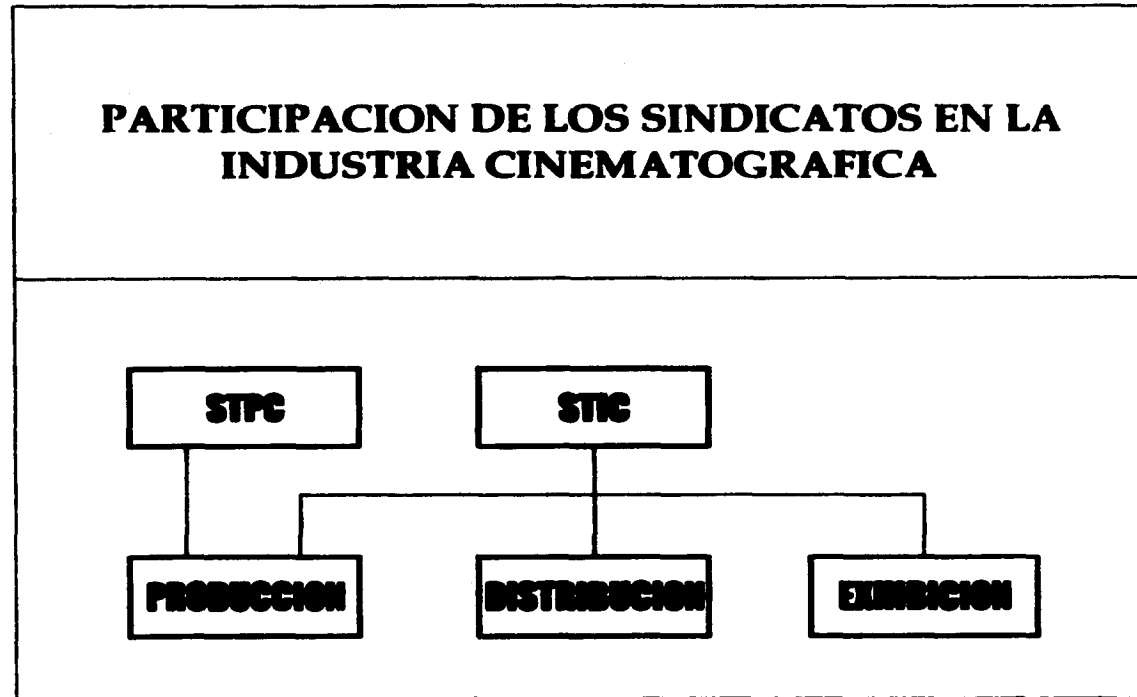 PARTICIPACION DE LOS SINDICATOS EN LA
INDUSTRIA CINEMATOGRAFICA
STPC
STIC
PRODUCCION
DISTRIBUCION
EXHIBICION